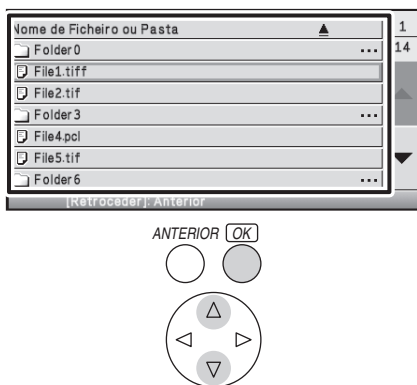 Nome de Ficheiro ou Pasta 1
Folder0 ... 14
File1.tiff
File2.tif
Folder3 ...
File4.pcl
File5.tif
Folder6 ...
[Retroceder]: Anterior
ANTERIOR OK